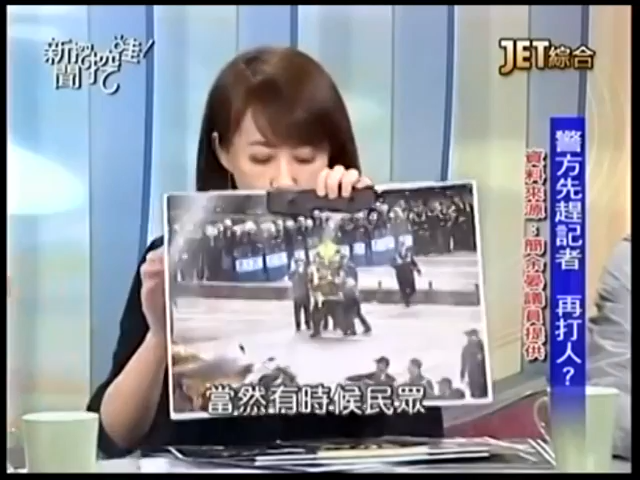 新聞挖挖哇!
JET綜合
警方先趕記者 再打人?
資料來源:簡余晏議員提供
當然有時候民眾